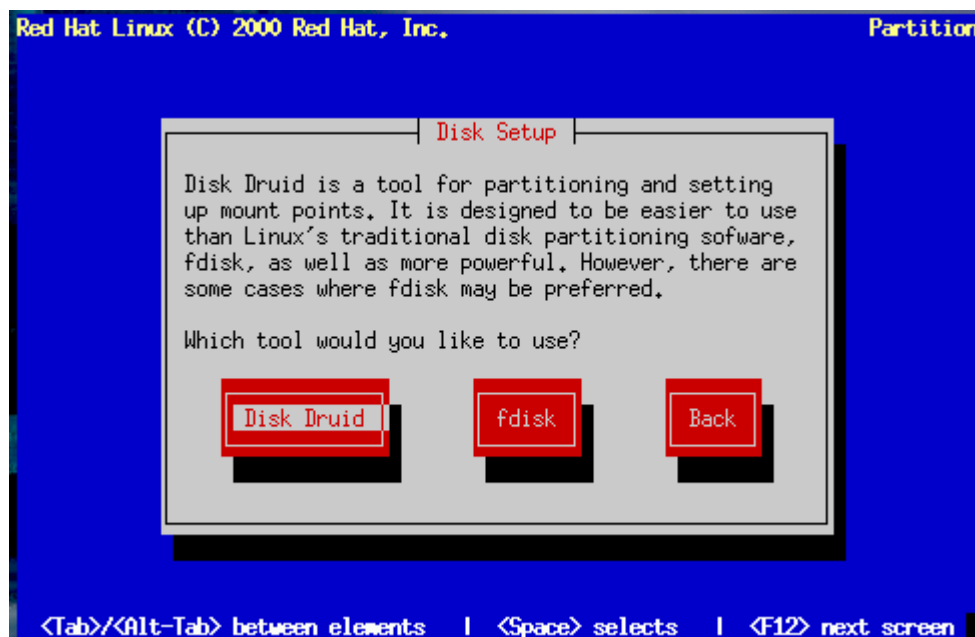 Red Hat Linux (C) 2000 Red Hat, Inc. Partition
Disk Setup
Disk Druid is a tool for partitioning and setting
up mount points. It is designed to be easier to use
than Linux's traditional disk partitioning sofware,
fdisk, as well as more powerful. However, there are
some cases where fdisk may be preferred.
Which tool would you like to use?
Disk Druid fdisk Back
<Tab>/<Alt-Tab> between elements | <Space> selects | <F12> next screen